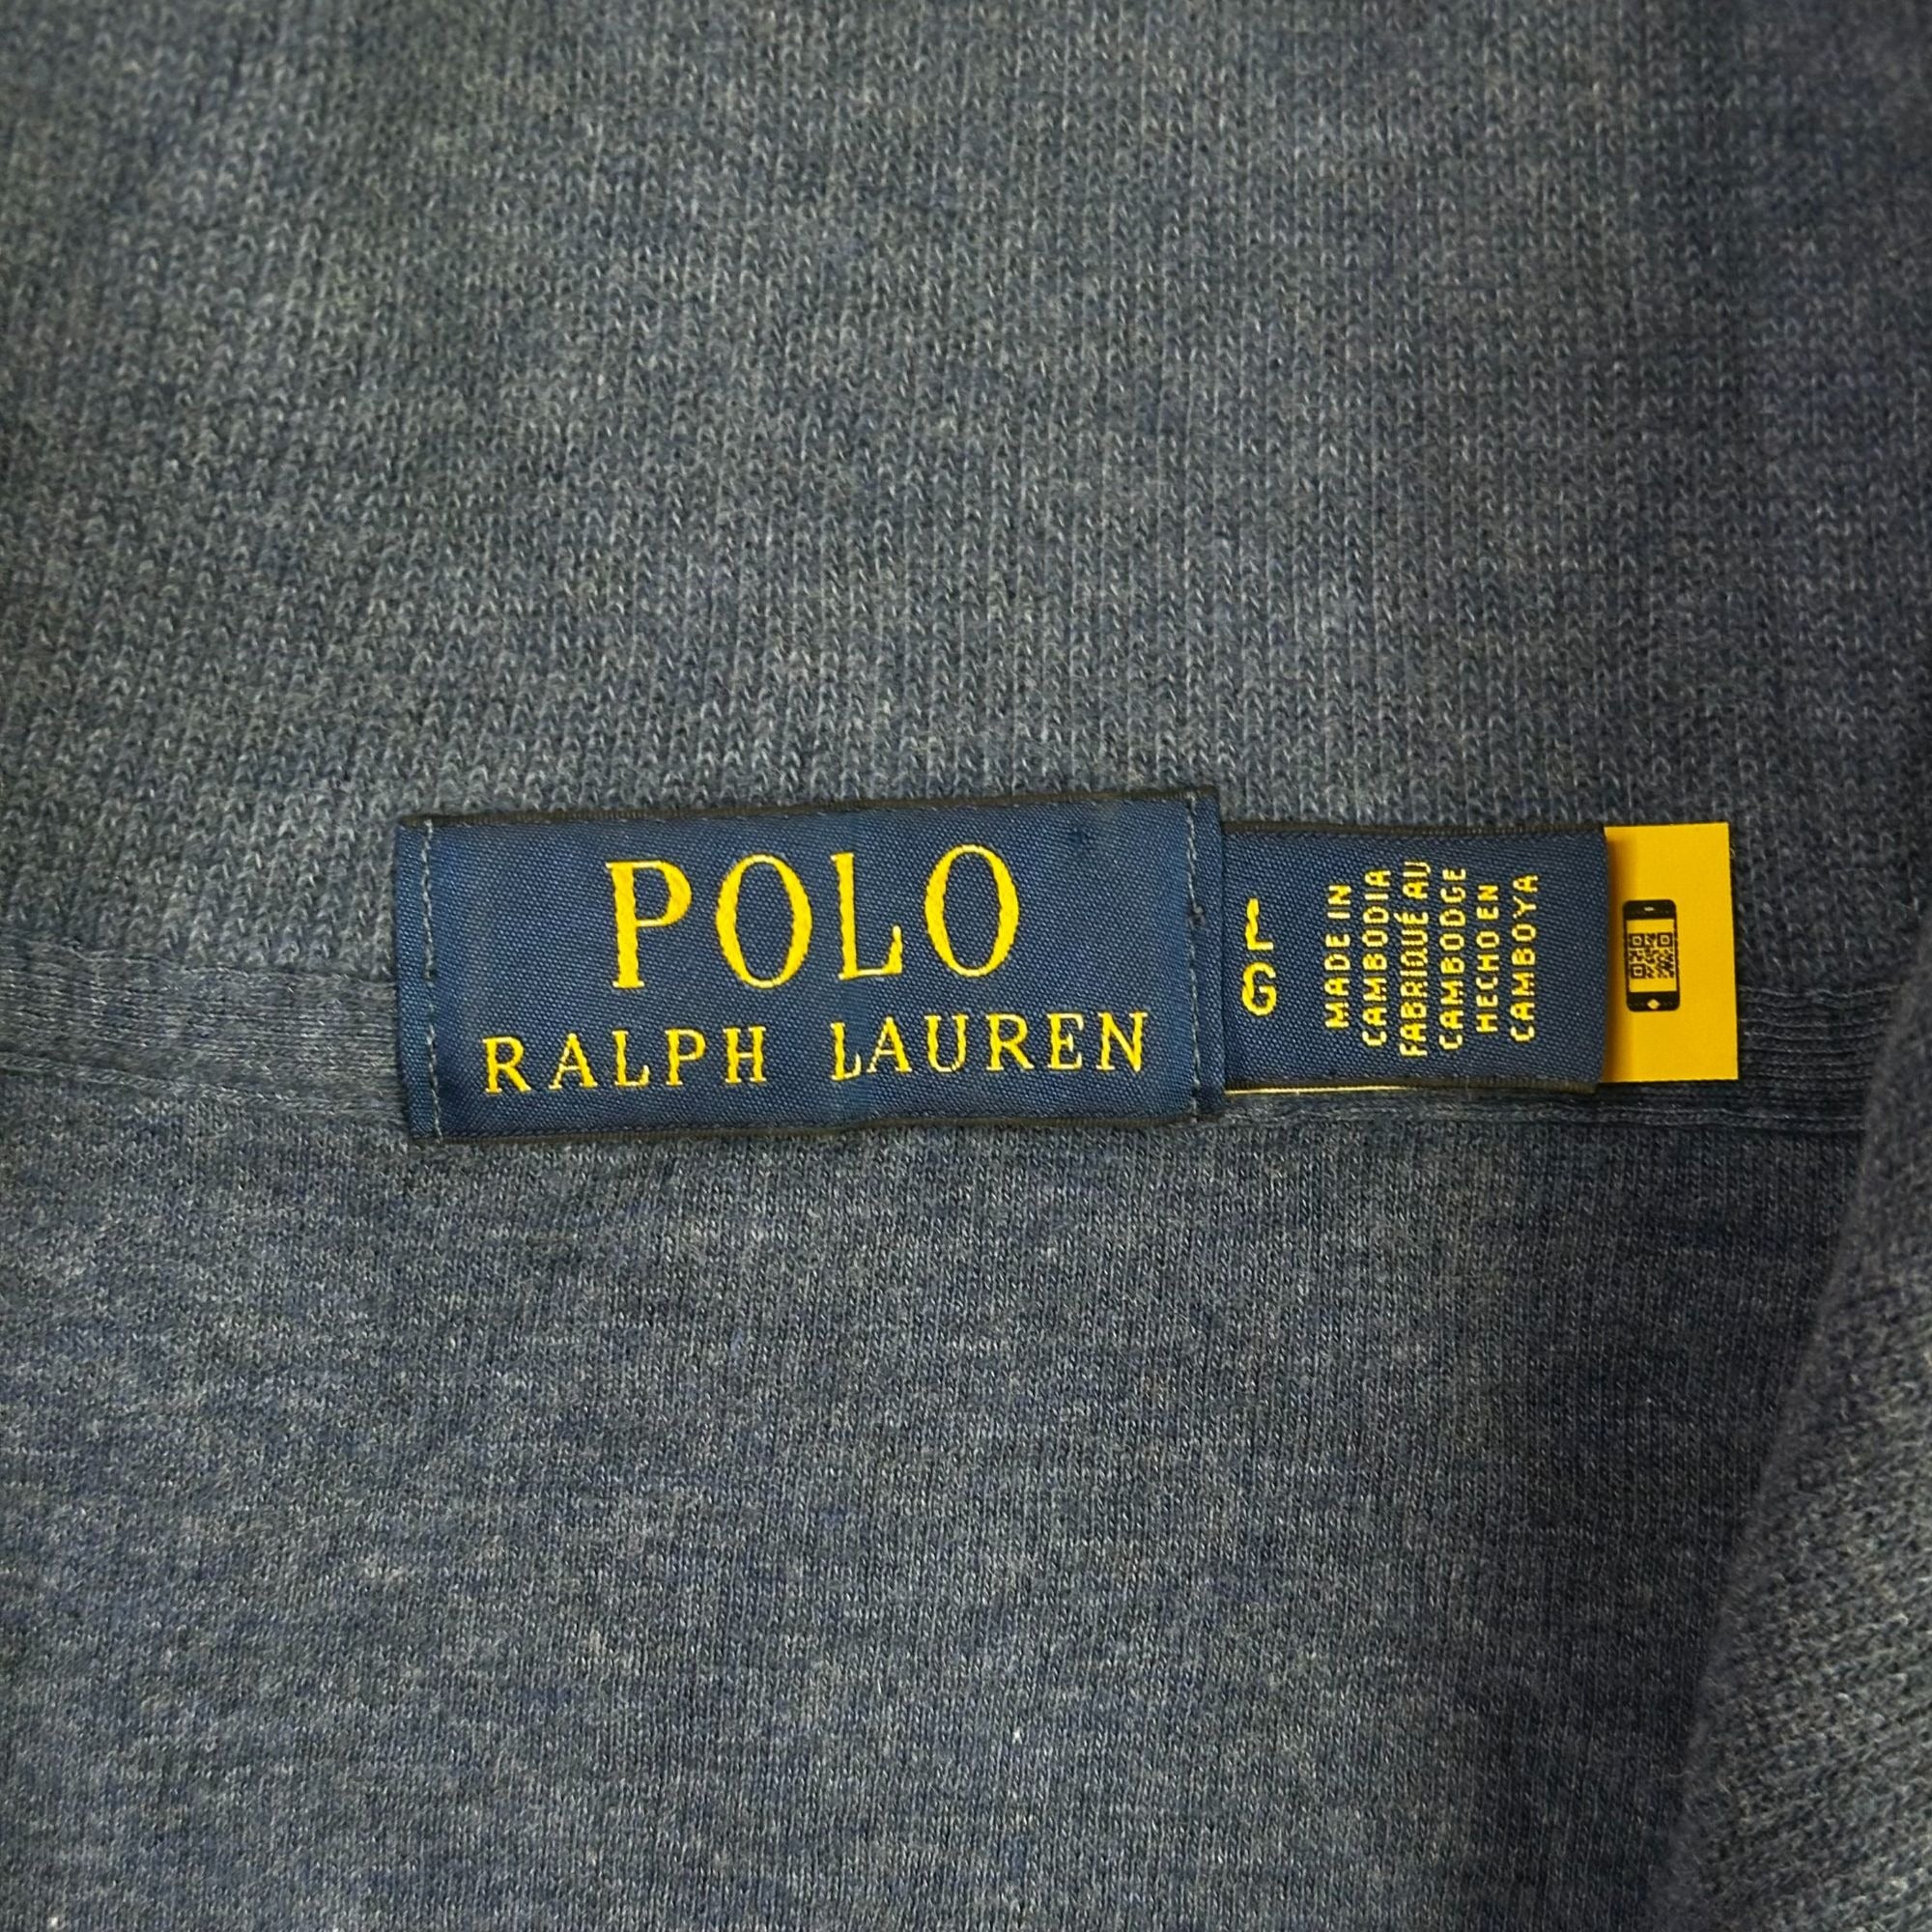 POLO
RALPH LAUREN
L
G
MADE IN
CAMBODIA
FABRIQUÉ AU
CAMBODGE
HECHO EN
CAMBOYA